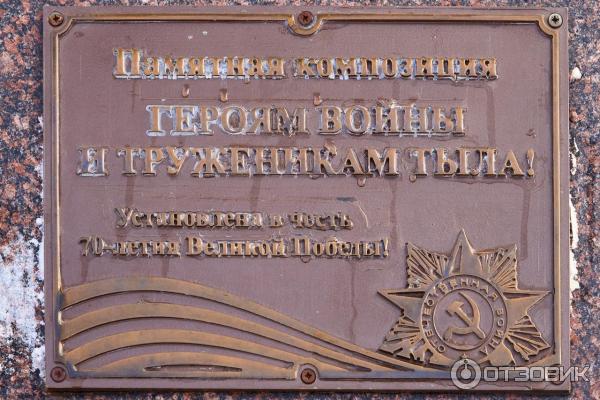 Памятная композиция
ГЕРОЯМ ВОЙНЫ
И ТРУЖЕНИКАМ ТЫЛА!
Установлена в честь
70-летия Великой Победы!
ОТЕЧЕСТВЕННАЯ ВОЙНА
ОТЗОВИК